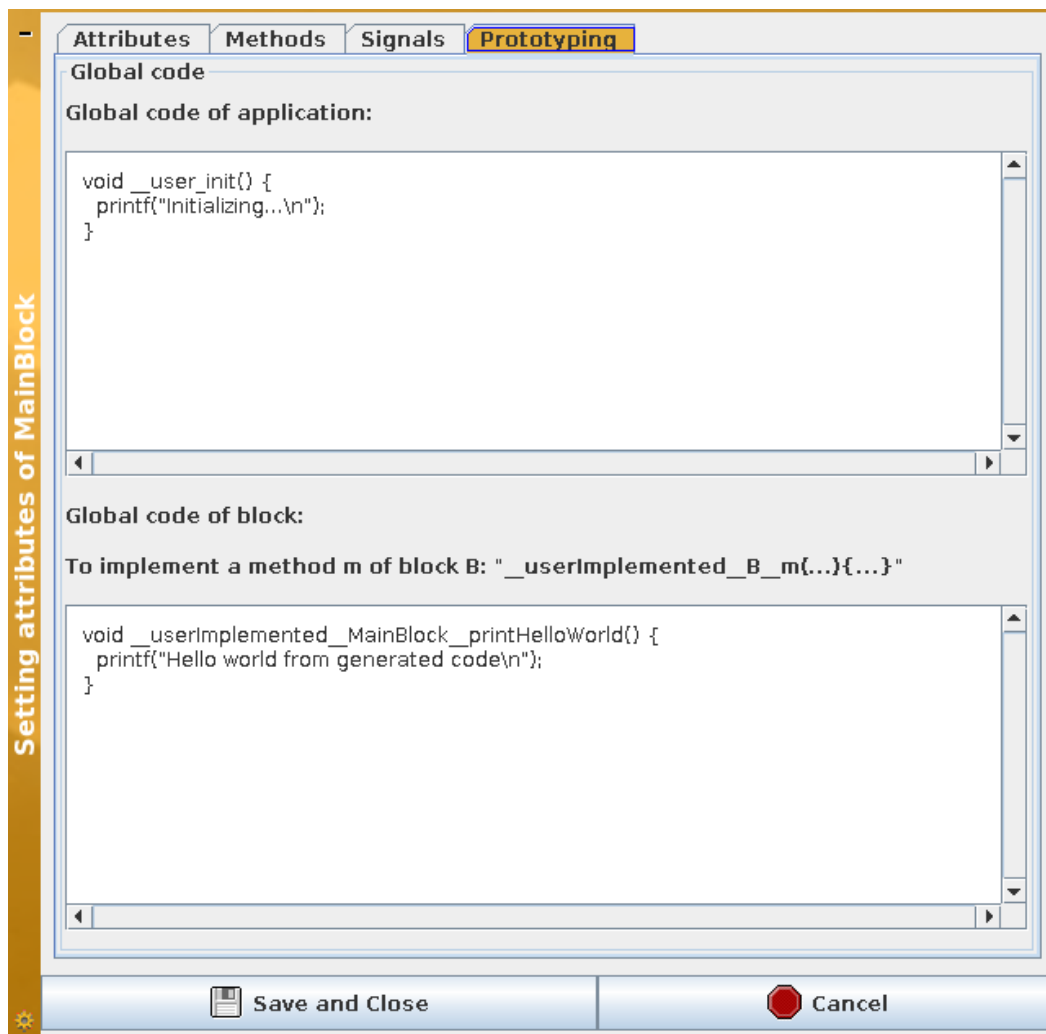 Setting attributes of MainBlock
Attributes Methods Signals Prototyping
Global code
Global code of application:
void __user_init() {
printf("Initializing...\n");
}
Global code of block:
To implement a method m of block B: "__userImplemented__B__m{...}{...}"
void __userImplemented__MainBlock__printHelloWorld() {
printf("Hello world from generated code\n");
}
Save and Close Cancel